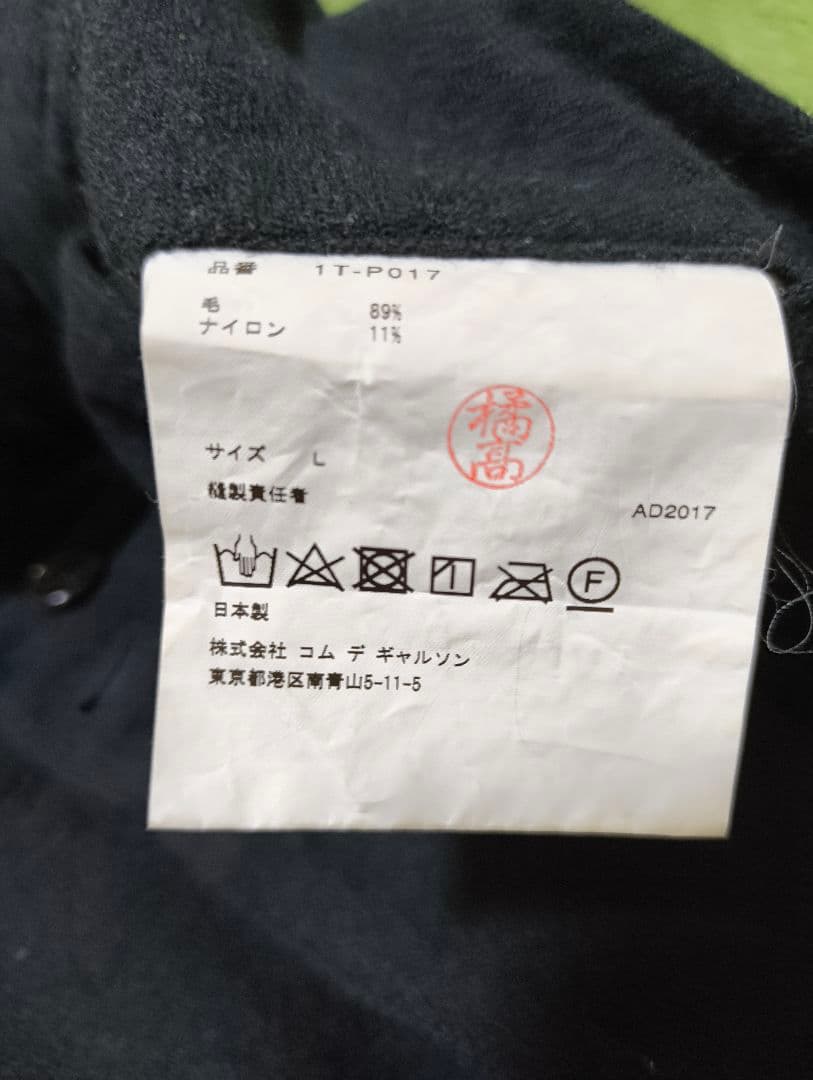 品番 1T-P017
毛 89%
ナイロン 11%
橘高
サイズ L
縫製責任者
AD2017
F
日本製
株式会社 コム デ ギャルソン
東京都港区南青山5-11-5